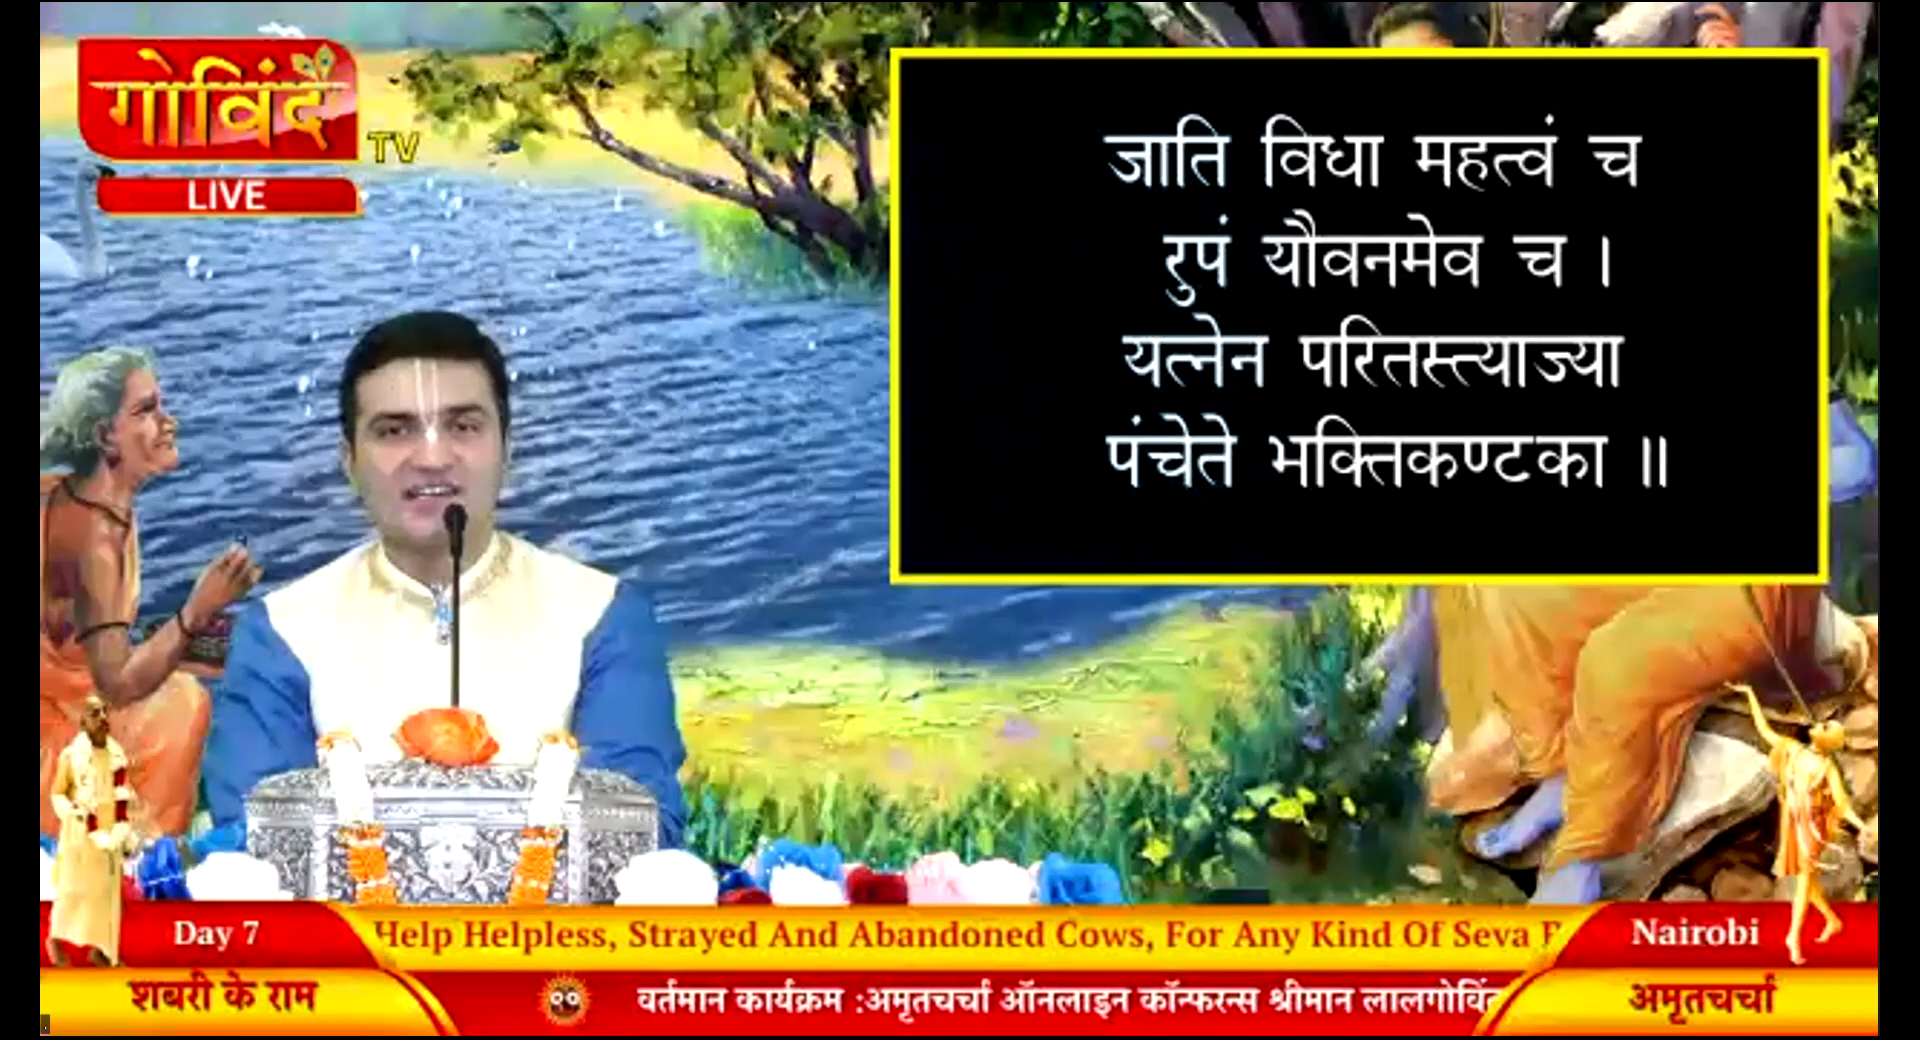 गोविंद
TV
LIVE
जाति विधा महत्वं च
रुपं यौवनमेव च ।
यत्नेन परितस्त्याज्या
पंचेते भक्तिकण्टका ॥
Day 7
Help Helpless, Strayed And Abandoned Cows, For Any Kind Of Seva
Nairobi
शबरी के राम
वर्तमान कार्यक्रम :अमृतचर्चा ऑनलाइन कॉन्फरन्स श्रीमान
अमृतचर्चा